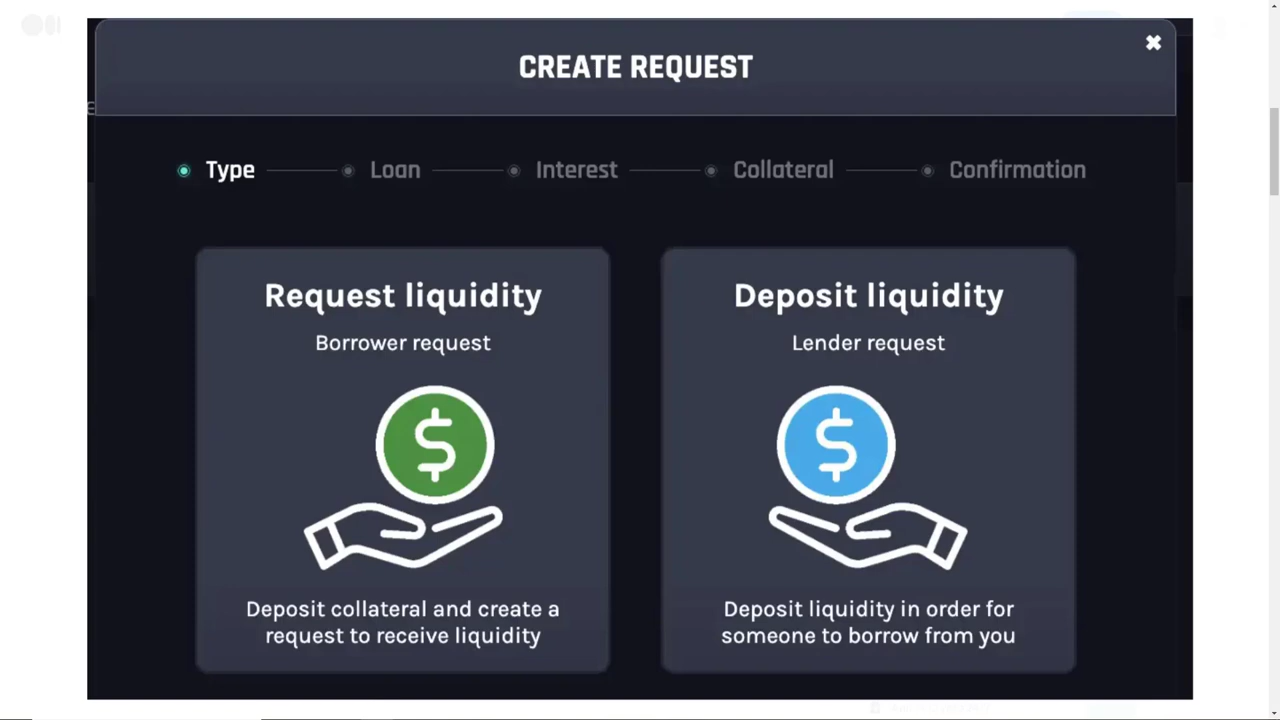 CREATE REQUEST
Type
Loan
Interest
Collateral
Confirmation
Request liquidity
Borrower request
$
Deposit collateral and create a
request to receive liquidity
Deposit liquidity
Lender request
$
Deposit liquidity in order for
someone to borrow from you